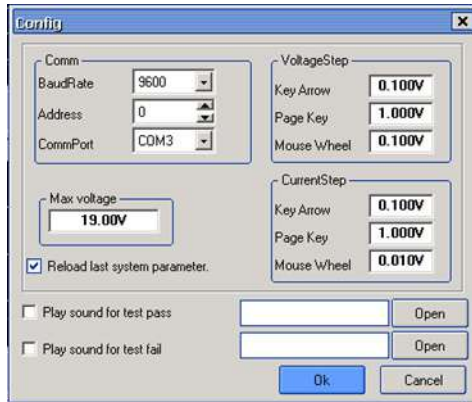 Config
Comm
BaudRate 9600
Address 0
CommPort COM3
VoltageStep
Key Arrow 0.100V
Page Key 1.000V
Mouse Wheel 0.100V
Max voltage
19.00V
CurrentStep
Key Arrow 0.100V
Page Key 1.000V
Mouse Wheel 0.010V
Reload last system parameter.
Play sound for test pass Open
Play sound for test fail Open
Ok Cancel